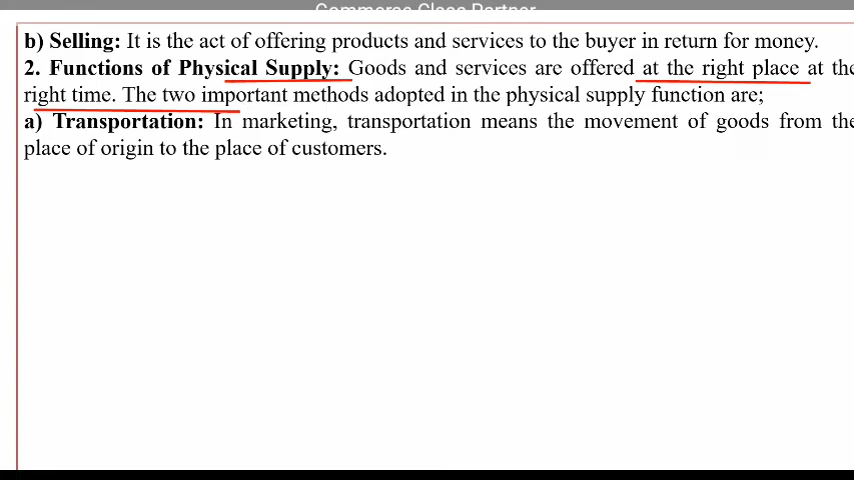 Commerce Class Partner
b) Selling: It is the act of offering products and services to the buyer in return for money.
2. Functions of Physical Supply: Goods and services are offered at the right place at the
right time. The two important methods adopted in the physical supply function are;
a) Transportation: In marketing, transportation means the movement of goods from the
place of origin to the place of customers.